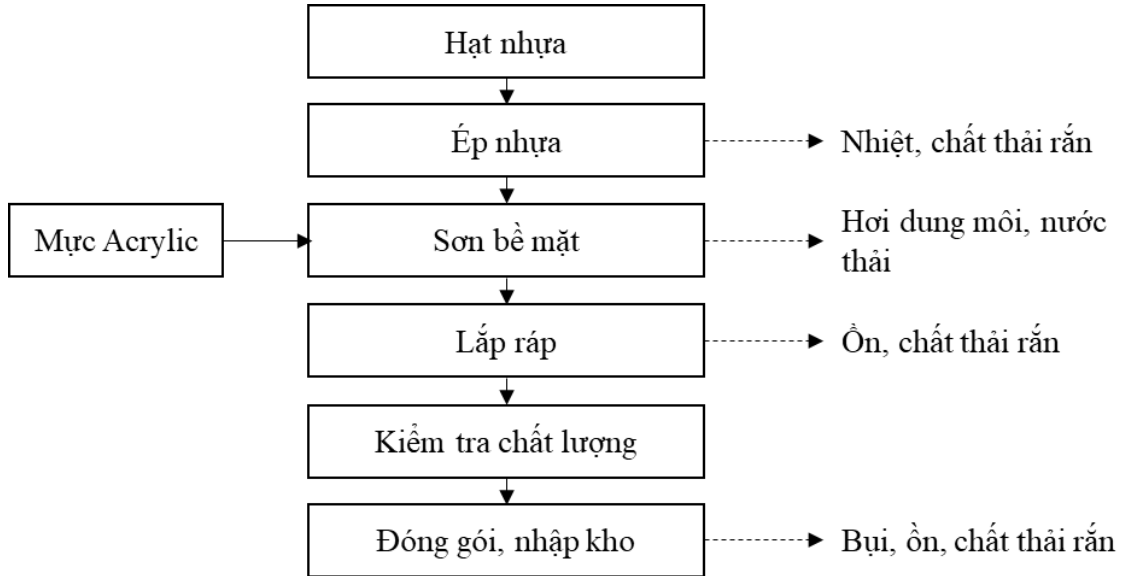 Hạt nhựa
Ép nhựa
Nhiệt, chất thải rắn
Mực Acrylic
Sơn bề mặt
Hơi dung môi, nước
thải
Lắp ráp
Ồn, chất thải rắn
Kiểm tra chất lượng
Đóng gói, nhập kho
Bụi, ồn, chất thải rắn